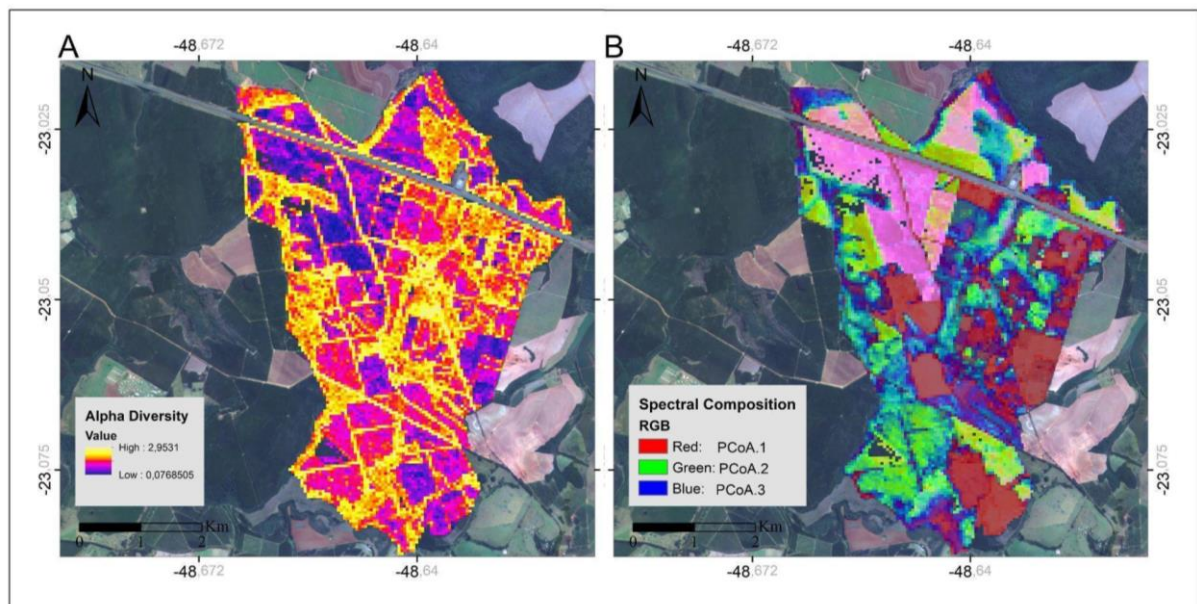 A
B
-48,672
-48,64
-48,672
-48,64
N
N
-23,025
-23,025
-23,05
-23,05
-23,075
-23,075
Alpha Diversity
Value
High : 2,9531
Low : 0,0768505
Km
0 1 2
Spectral Composition
RGB
Red: PCoA.1
Green: PCoA.2
Blue: PCoA.3
Km
0 1 2
-48,672
-48,64
-48,672
-48,64